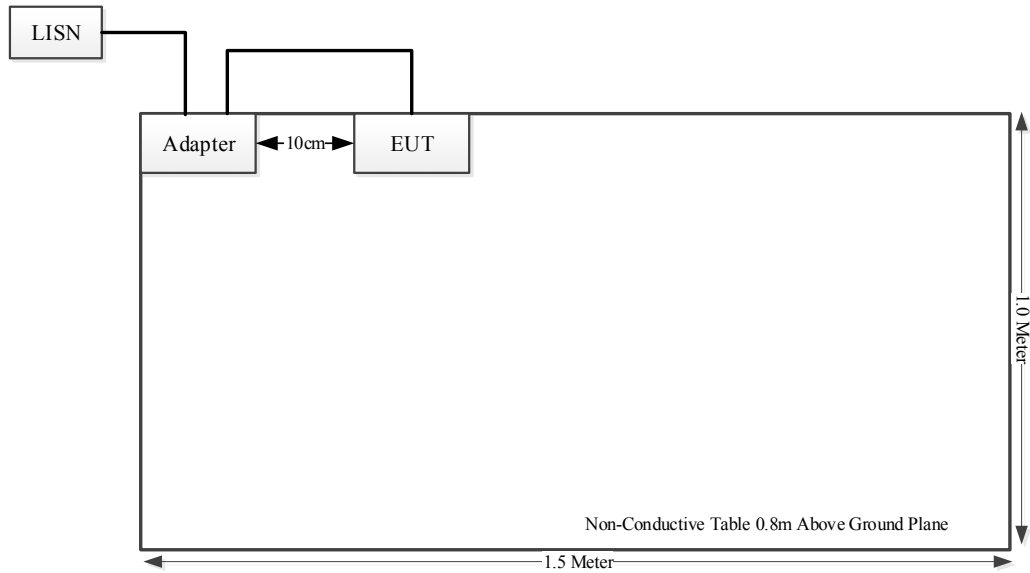 LISN
Adapter
10cm
EUT
1.0 Meter
Non-Conductive Table 0.8m Above Ground Plane
1.5 Meter